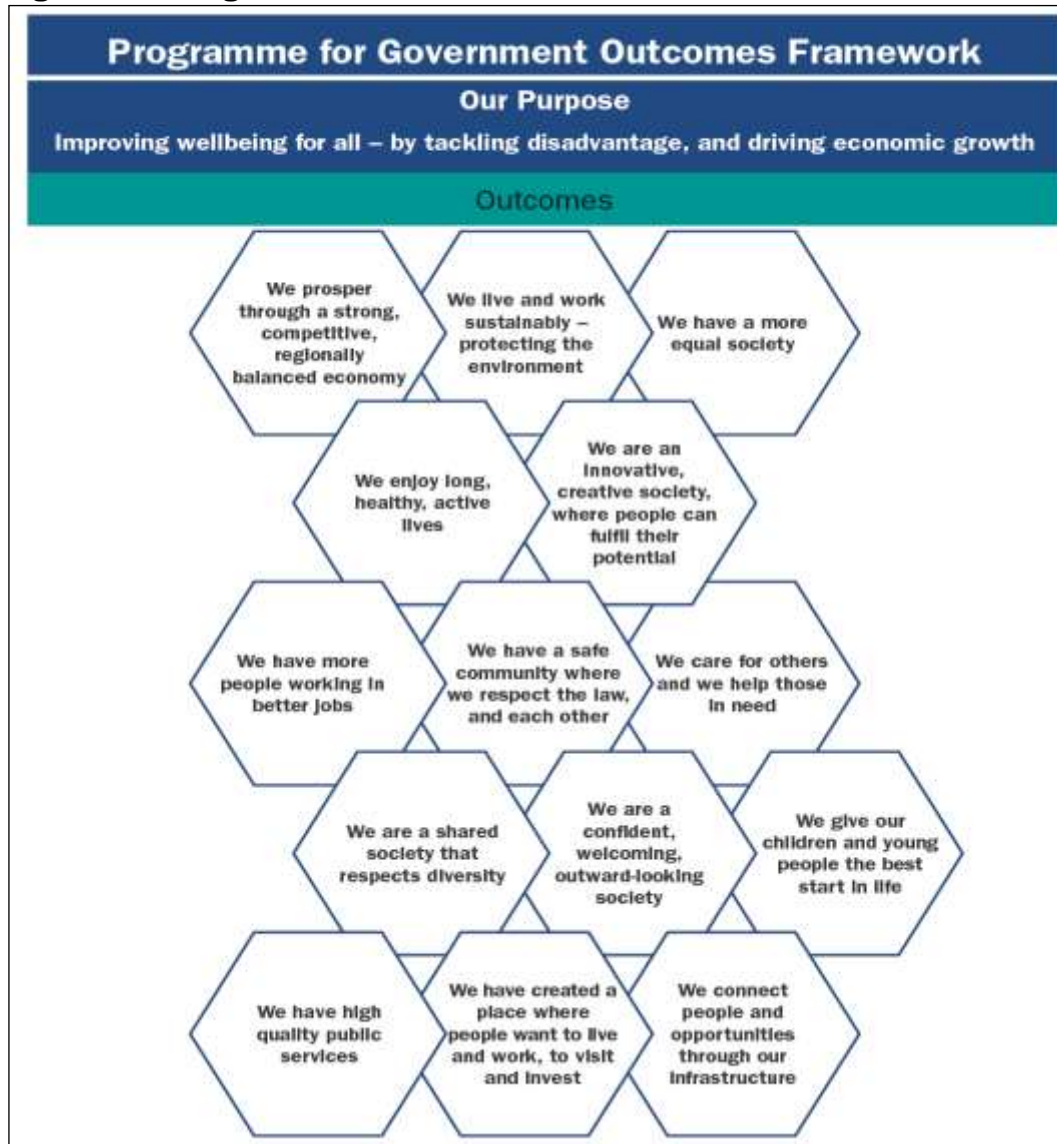 Programme for Government Outcomes Framework
Our Purpose
Improving wellbeing for all – by tackling disadvantage, and driving economic growth
Outcomes
We prosper
through a strong,
competitive,
regionally
balanced economy
We live and work
sustainably –
protecting the
environment
We have a more
equal society
We enjoy long,
healthy, active
lives
We are an
innovative,
creative society,
where people can
fulfil their
potential
We have more
people working in
better jobs
We have a safe
community where
we respect the law,
and each other
We care for others
and we help those
in need
We are a shared
society that
respects diversity
We are a
confident,
welcoming,
outward-looking
society
We give our
children and young
people the best
start in life
We have high
quality public
services
We have created a
place where
people want to live
and work, to visit
and invest
We connect
people and
opportunities
through our
infrastructure